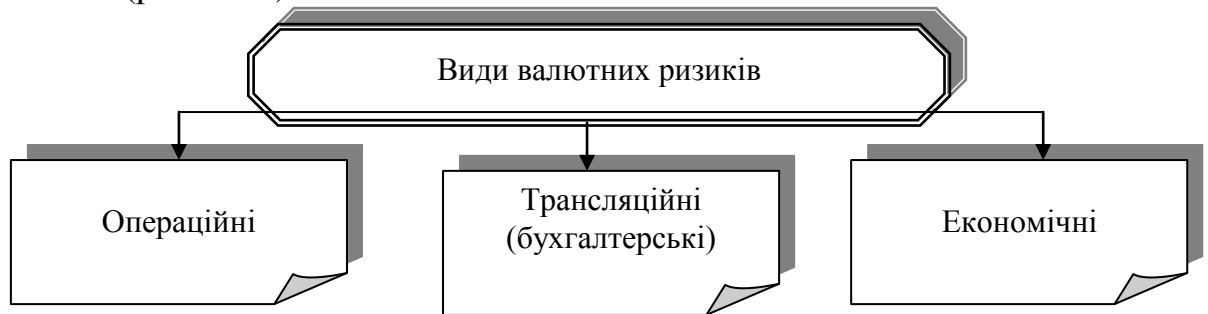 Види валютних ризиків
Операційні
Трансляційні
(бухгалтерські)
Економічні